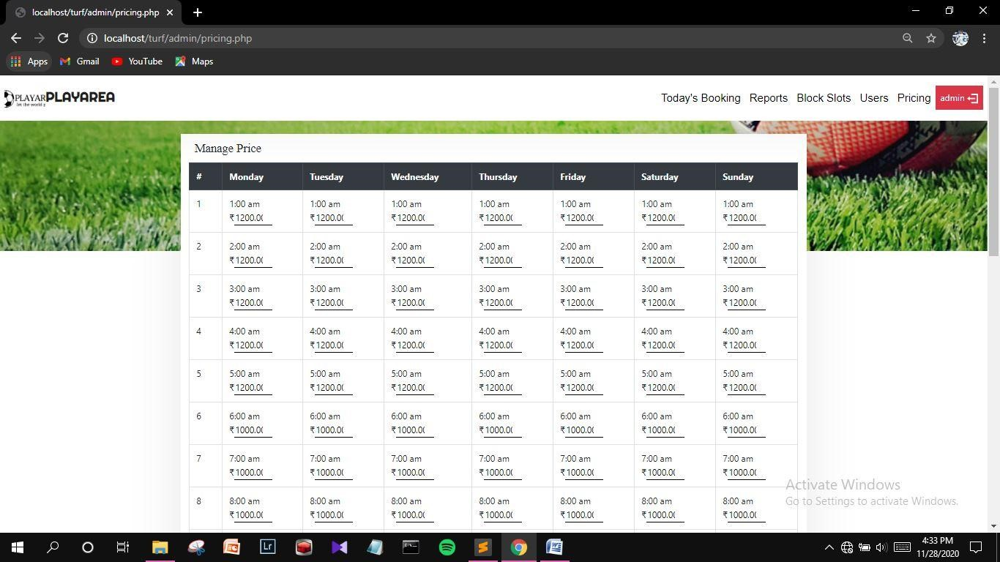 localhost/turf/admin/pricing.php
localhost/turf/admin/pricing.php
Apps Gmail YouTube Maps
PLAYAR PLAYAREA
let the world
Today's Booking Reports Block Slots Users Pricing admin
Manage Price
# Monday Tuesday Wednesday Thursday Friday Saturday Sunday
1 1:00 am 1:00 am 1:00 am 1:00 am 1:00 am 1:00 am 1:00 am
₹1200.0 ₹1200.0 ₹1200.0 ₹1200.0 ₹1200.0 ₹1200.0 ₹1200.0
2 2:00 am 2:00 am 2:00 am 2:00 am 2:00 am 2:00 am 2:00 am
₹1200.0 ₹1200.0 ₹1200.0 ₹1200.0 ₹1200.0 ₹1200.0 ₹1200.0
3 3:00 am 3:00 am 3:00 am 3:00 am 3:00 am 3:00 am 3:00 am
₹1200.0 ₹1200.0 ₹1200.0 ₹1200.0 ₹1200.0 ₹1200.0 ₹1200.0
4 4:00 am 4:00 am 4:00 am 4:00 am 4:00 am 4:00 am 4:00 am
₹1200.0 ₹1200.0 ₹1200.0 ₹1200.0 ₹1200.0 ₹1200.0 ₹1200.0
5 5:00 am 5:00 am 5:00 am 5:00 am 5:00 am 5:00 am 5:00 am
₹1200.0 ₹1200.0 ₹1200.0 ₹1200.0 ₹1200.0 ₹1200.0 ₹1200.0
6 6:00 am 6:00 am 6:00 am 6:00 am 6:00 am 6:00 am 6:00 am
₹1000.0 ₹1000.0 ₹1000.0 ₹1000.0 ₹1000.0 ₹1000.0 ₹1000.0
7 7:00 am 7:00 am 7:00 am 7:00 am 7:00 am 7:00 am 7:00 am
₹1000.0 ₹1000.0 ₹1000.0 ₹1000.0 ₹1000.0 ₹1000.0 ₹1000.0
8 8:00 am 8:00 am 8:00 am 8:00 am 8:00 am 8:00 am 8:00 am
₹1000.0 ₹1000.0 ₹1000.0 ₹1000.0 ₹1000.0 ₹1000.0 ₹1000.0
Activate Windows
Go to Settings to activate Windows.
Lr
4:33 PM
11/28/2020